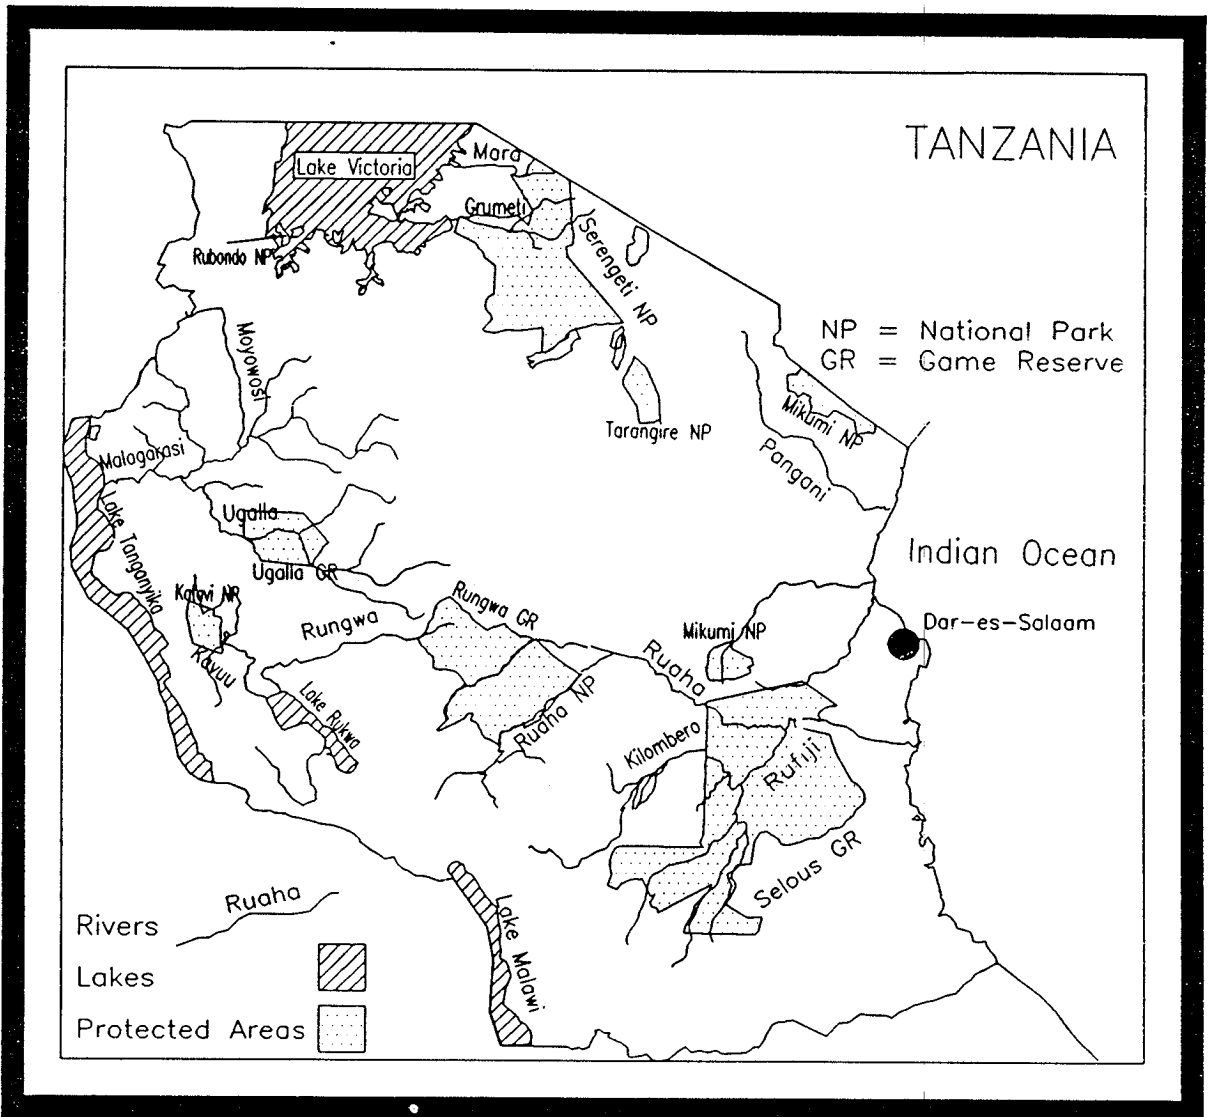 TANZANIA
Lake Victoria
Mara
Grumeti
Serengeti NP
Rubondo NP
NP = National Park
GR = Game Reserve
Moyowosi
Mikumi NP
Tarangire NP
Pangani
Malagarasi
Lake Tanganyika
Ugalla
Ugalla GR
Indian Ocean
Katavi NP
Rungwa GR
Rungwa
Dar-es-Salaam
Mikumi NP
Ruaha
Kavuu
Lake Rukwa
Ruaha NP
Kilombero
Rufiji
Selous GR
Lake Malawi
Rivers Ruaha
Lakes
Protected Areas